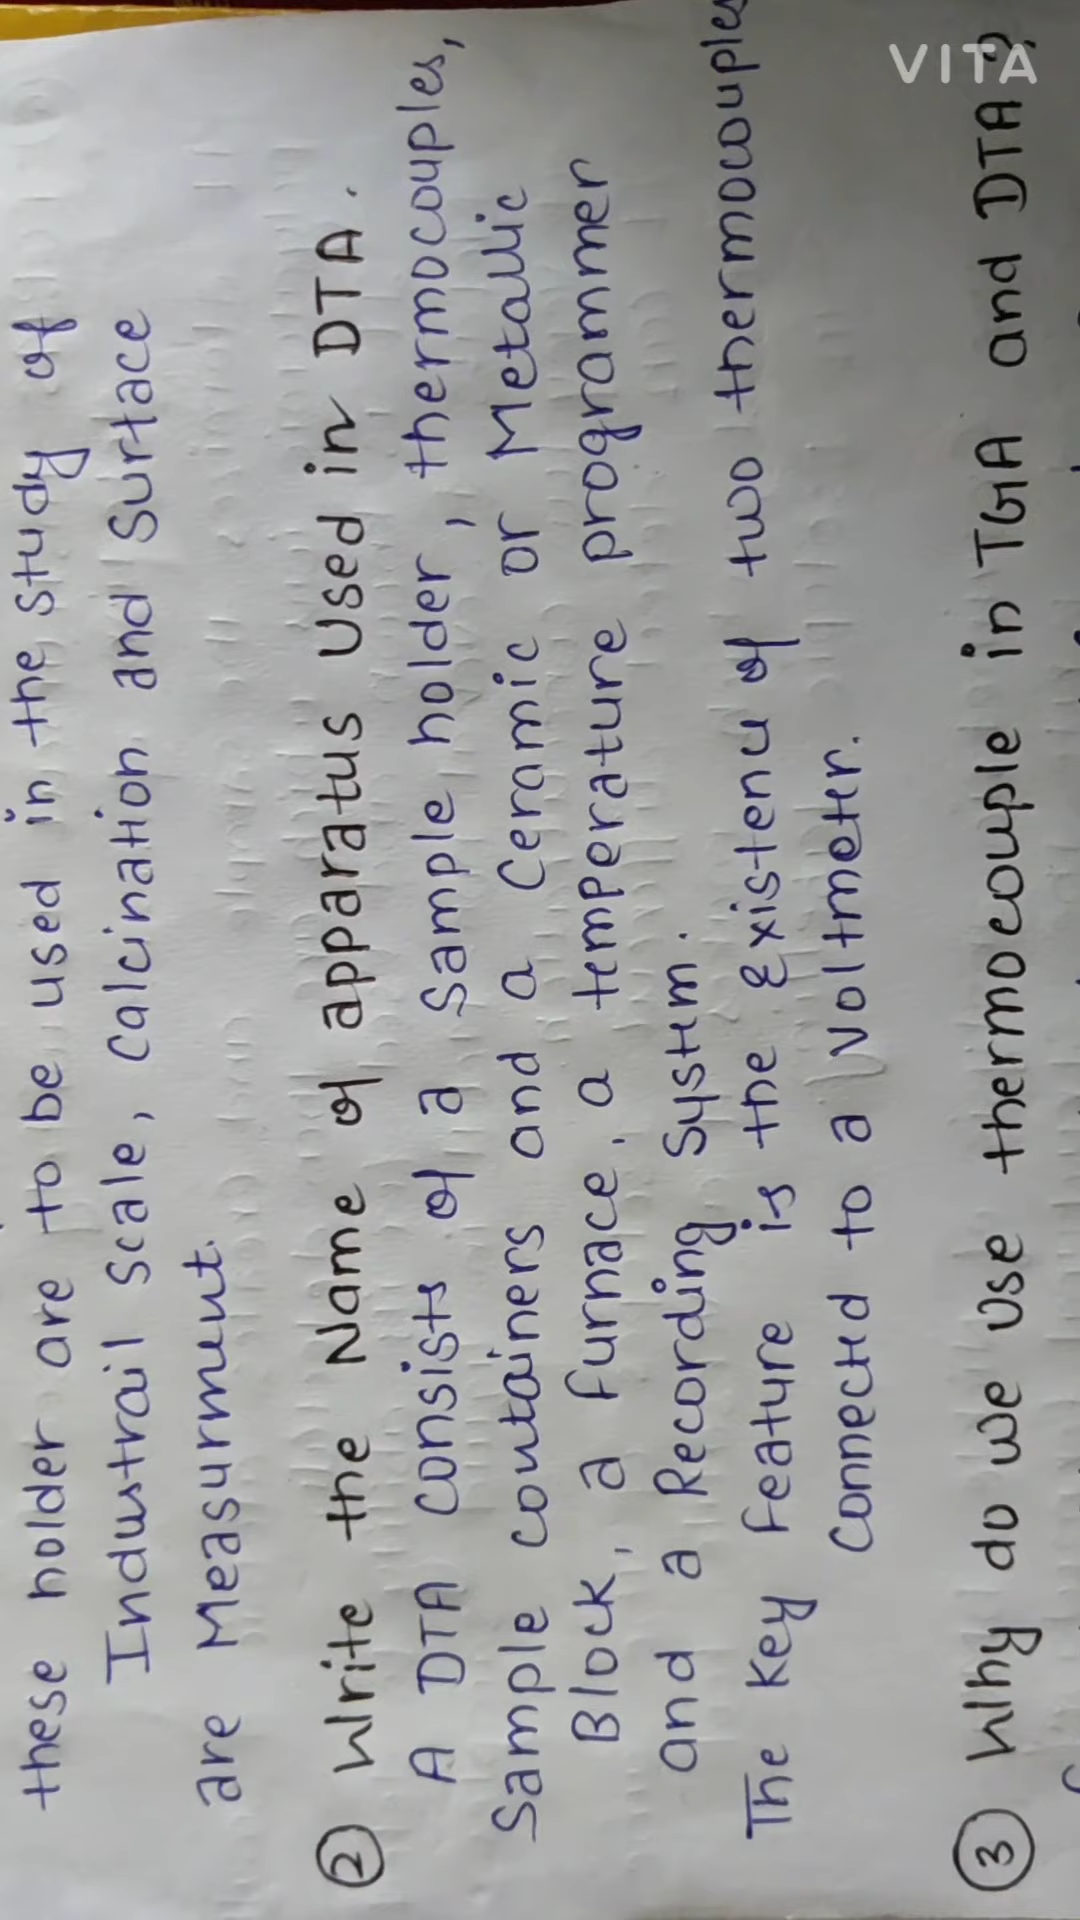 VITA
these holder are to be used in the study of
Industrail scale, calcination and Surface
are Measurment.
② Write the Name of apparatus Used in DTA.
A DTA consists of a sample holder, thermocouples,
Sample containers and a Ceramic or Metallic
Block, a furnace, a temperature programmer
and a Recording System.
The Key Feature is the Existence of two thermocouples
Connected to a Voltmeter.
③ Why do we use thermocouple in TGA and DTA?